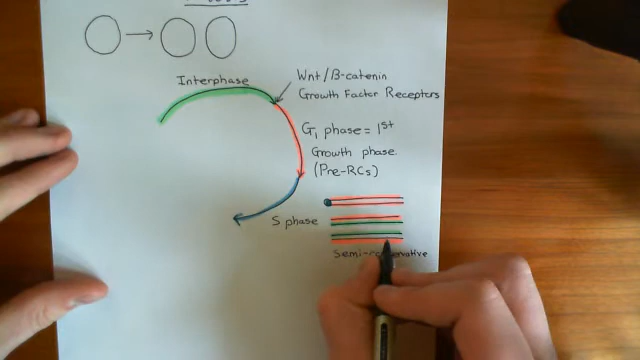 Interphase
Wnt/β-catenin
Growth Factor Receptors
G₁ phase = 1st
Growth phase.
(Pre-RCs)
S phase